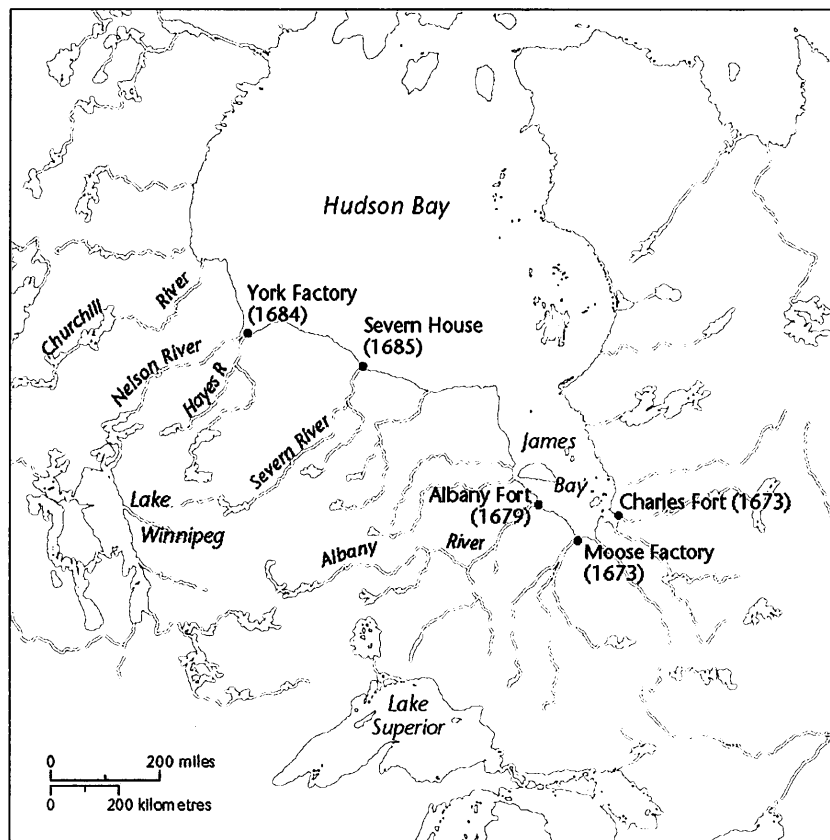 Hudson Bay
Churchill River
York Factory
(1684)
Severn House
(1685)
Nelson River
Hayes R
Severn River
James
Bay
Lake
Winnipeg
Albany Fort
(1679)
Charles Fort (1673)
Albany River
Moose Factory
(1673)
Lake
Superior
0 200 miles
0 200 kilometres